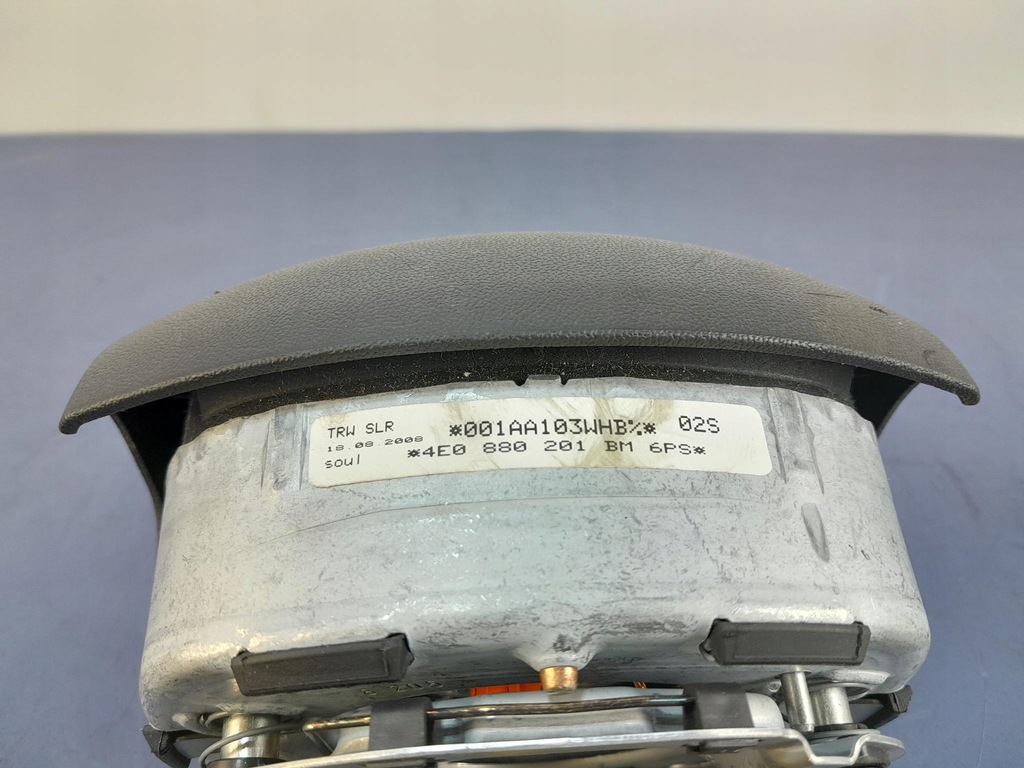 TRW SLR *001AA103WHB%* 02S
18.08.2008 *4E0 880 201 BM 6PS*
soul